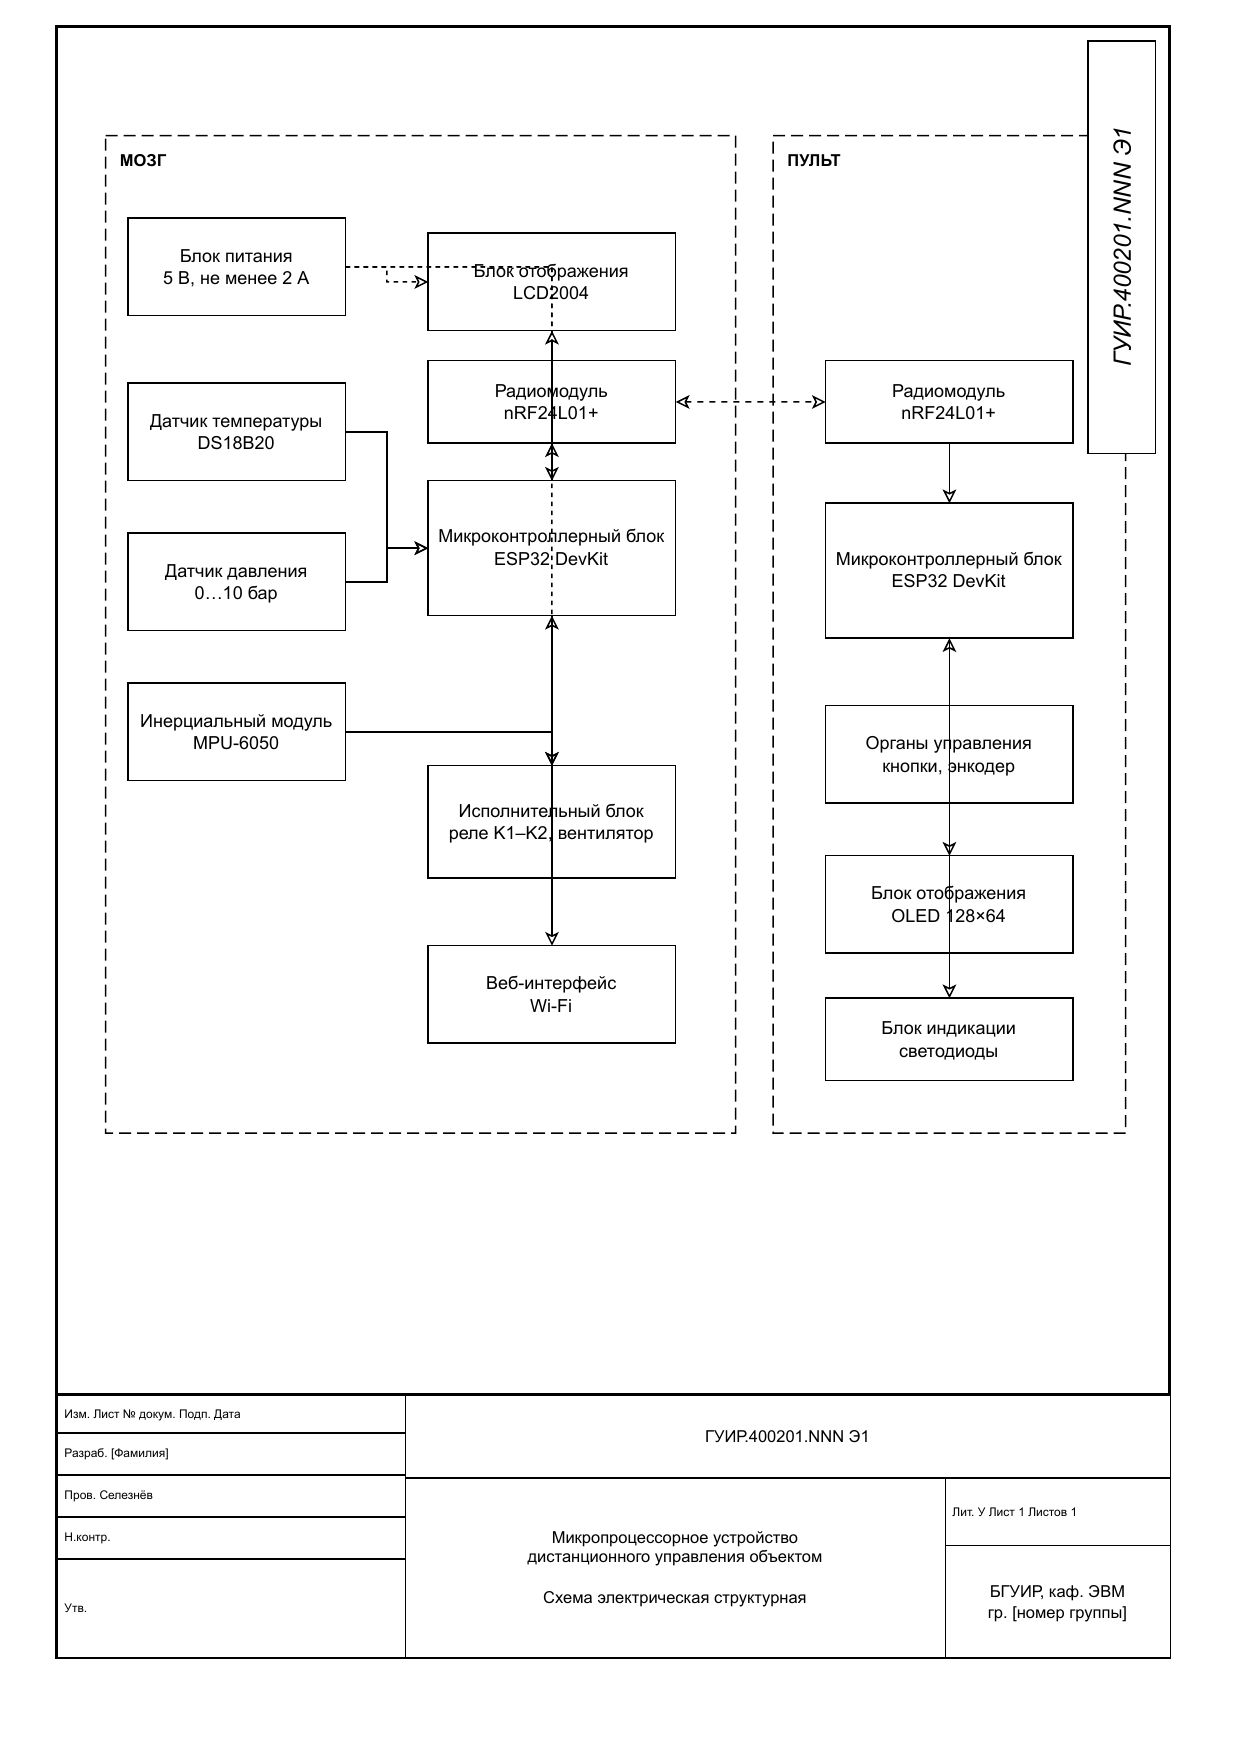 ГУИР.400201.NNN Э1
МОЗГ
ПУЛЬТ
Блок питания
5 В, не менее 2 А
Блок отображения
LCD2004
Радиомодуль
nRF24L01+
Радиомодуль
nRF24L01+
Датчик температуры
DS18B20
Микроконтроллерный блок
ESP32 DevKit
Микроконтроллерный блок
ESP32 DevKit
Датчик давления
0…10 бар
Инерциальный модуль
MPU-6050
Органы управления
кнопки, энкодер
Исполнительный блок
реле K1–K2, вентилятор
Блок отображения
OLED 128×64
Веб-интерфейс
Wi-Fi
Блок индикации
светодиоды
Изм. Лист № докум. Подп. Дата
ГУИР.400201.NNN Э1
Разраб. [Фамилия]
Пров. Селезнёв
Н.контр.
Утв.
Микропроцессорное устройство
дистанционного управления объектом
Схема электрическая структурная
Лит. У Лист 1 Листов 1
БГУИР, каф. ЭВМ
гр. [номер группы]